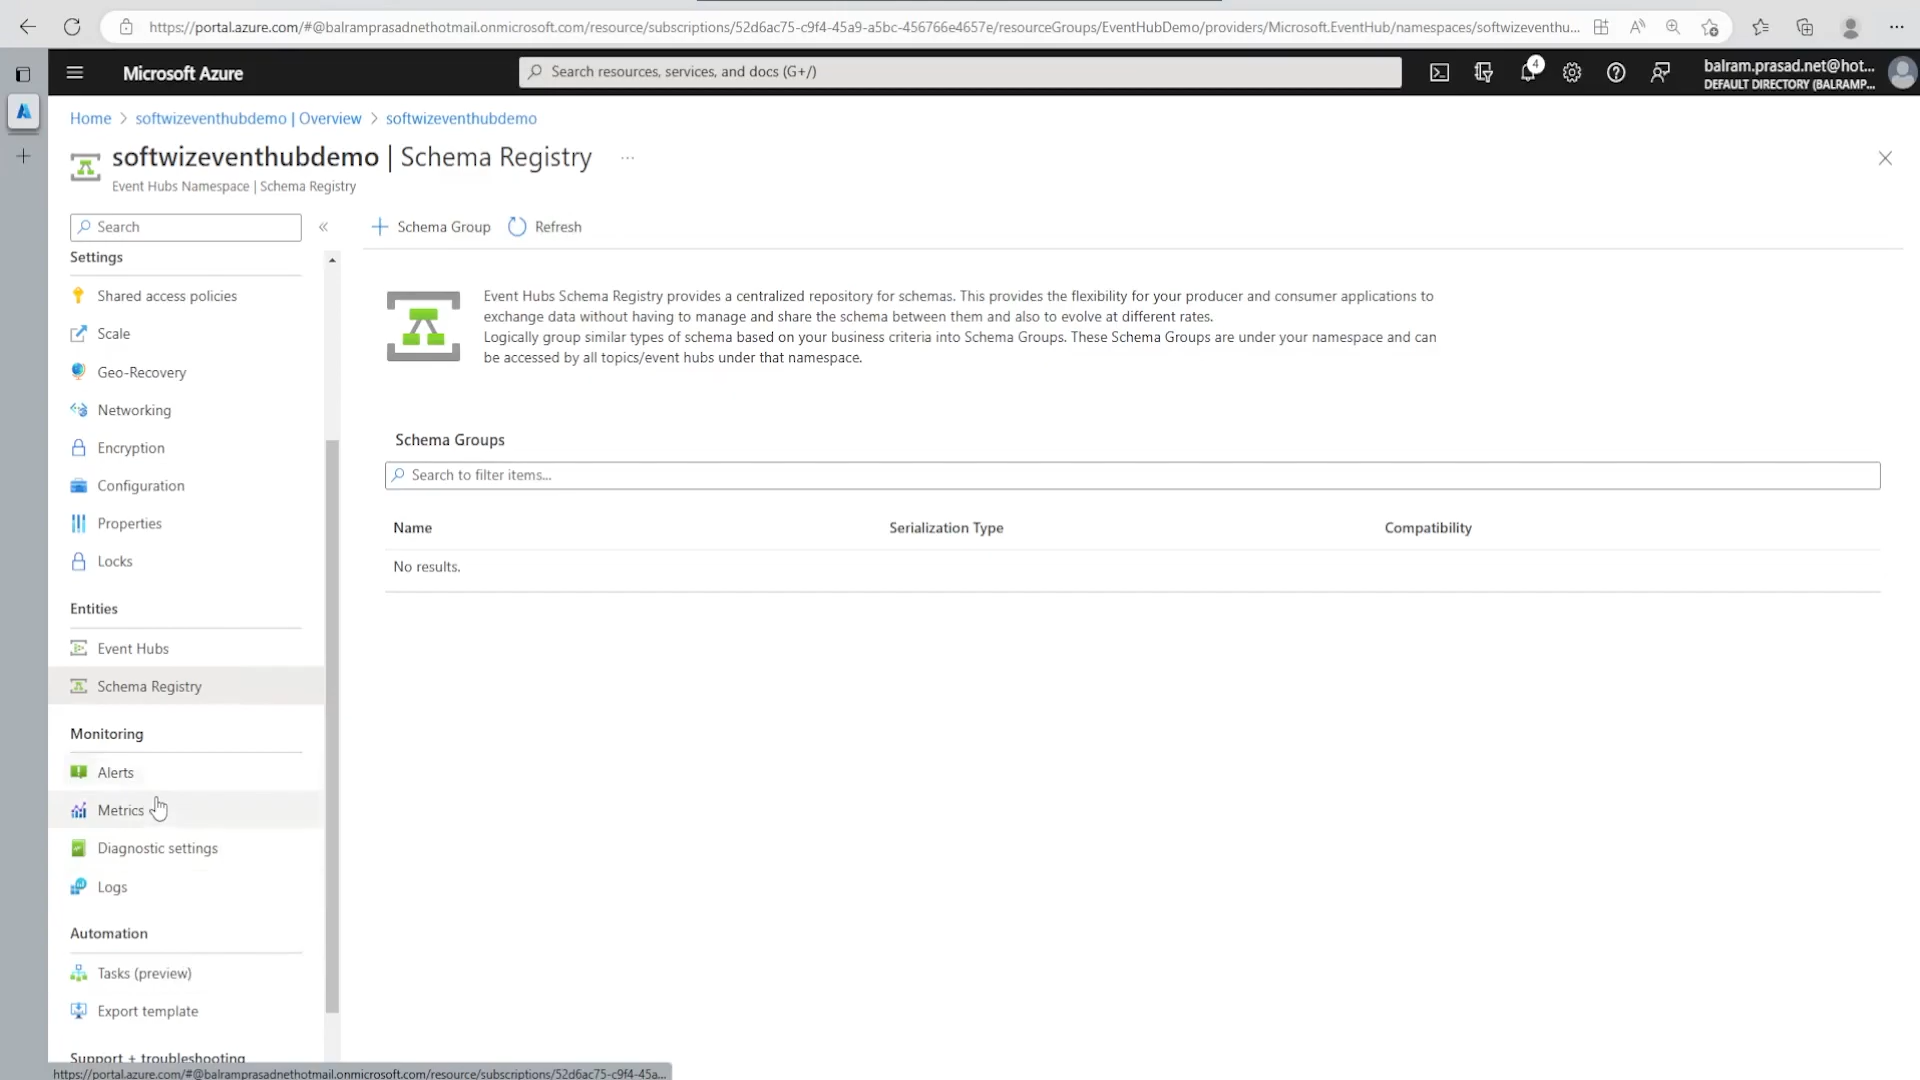 https://portal.azure.com/#@balramprasadnethotmail.onmicrosoft.com/resource/subscriptions/52d6ac75-c9f4-45a9-a5bc-456766e4657e/resourceGroups/EventHubDemo/providers/Microsoft.EventHub/namespaces/softwizeventhu...
Microsoft Azure
Search resources, services, and docs (G+/)
4
balram.prasad.net@hot...
DEFAULT DIRECTORY (BALRAMP...
Home > softwizeventhubdemo | Overview > softwizeventhubdemo
softwizeventhubdemo | Schema Registry ...
Event Hubs Namespace | Schema Registry
Search
Settings
Shared access policies
Scale
Geo-Recovery
Networking
Encryption
Configuration
Properties
Locks
Entities
Event Hubs
Schema Registry
Monitoring
Alerts
Metrics
Diagnostic settings
Logs
Automation
Tasks (preview)
Export template
Support + troubleshooting
Schema Group Refresh
Event Hubs Schema Registry provides a centralized repository for schemas. This provides the flexibility for your producer and consumer applications to
exchange data without having to manage and share the schema between them and also to evolve at different rates.
Logically group similar types of schema based on your business criteria into Schema Groups. These Schema Groups are under your namespace and can
be accessed by all topics/event hubs under that namespace.
Schema Groups
Search to filter items...
Name Serialization Type Compatibility
No results.
https://portal.azure.com/#@balramprasadnethotmail.onmicrosoft.com/resource/subscriptions/52d6ac75-c9f4-45a...